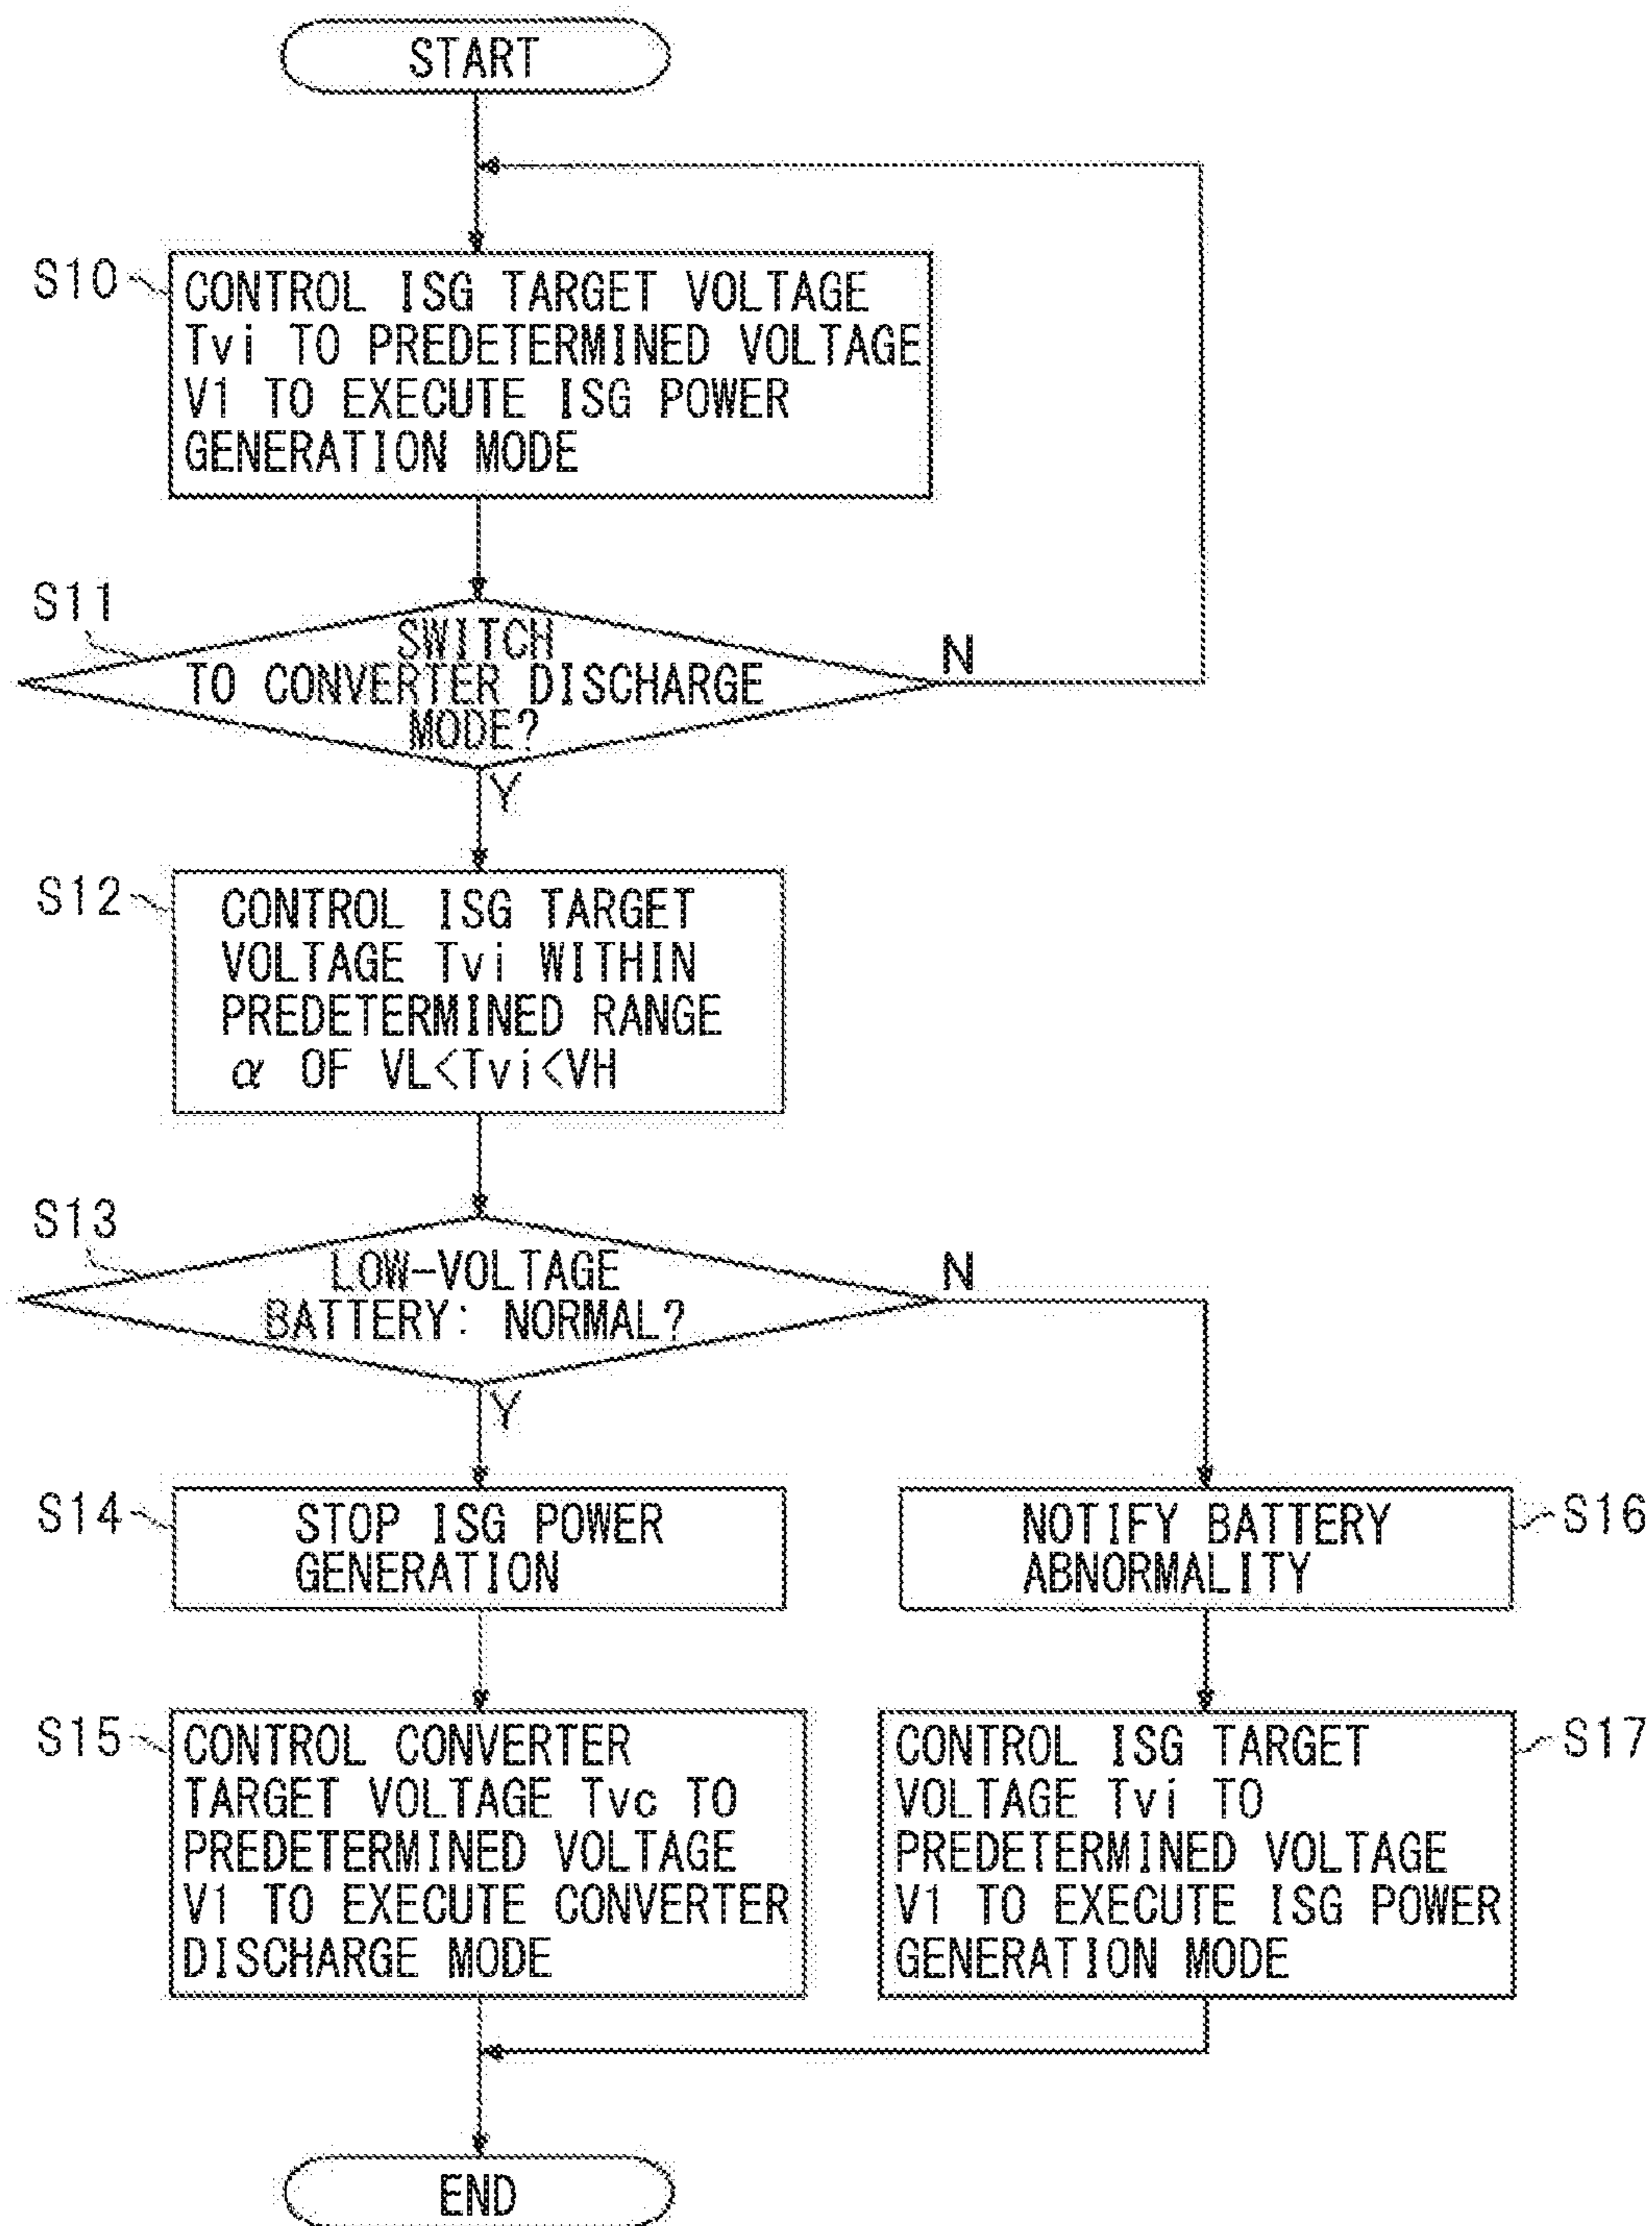 START
S10
CONTROL ISG TARGET VOLTAGE
Tvi TO PREDETERMINED VOLTAGE
V1 TO EXECUTE ISG POWER
GENERATION MODE
S11
SWITCH
TO CONVERTER DISCHARGE
MODE?
N
Y
S12
CONTROL ISG TARGET
VOLTAGE Tvi WITHIN
PREDETERMINED RANGE
α OF VL<Tvi<VH
S13
LOW-VOLTAGE
BATTERY: NORMAL?
N
Y
S14
STOP ISG POWER
GENERATION
NOTIFY BATTERY
ABNORMALITY
S16
S15
CONTROL CONVERTER
TARGET VOLTAGE Tvc TO
PREDETERMINED VOLTAGE
V1 TO EXECUTE CONVERTER
DISCHARGE MODE
CONTROL ISG TARGET
VOLTAGE Tvi TO
PREDETERMINED VOLTAGE
V1 TO EXECUTE ISG POWER
GENERATION MODE
S17
END